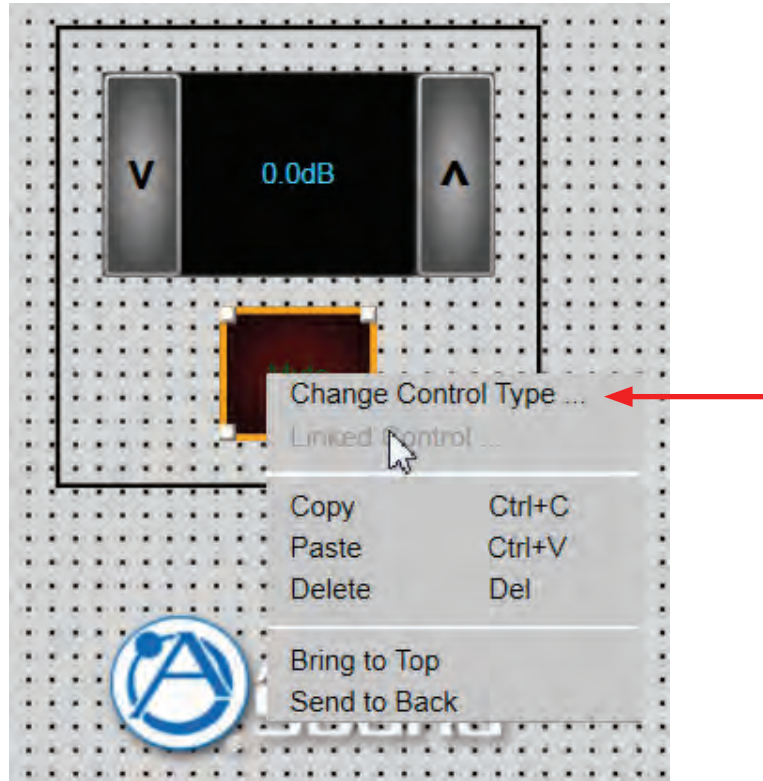 V 0.0dB Λ
Change Control Type ...
Linked Control ...
Copy Ctrl+C
Paste Ctrl+V
Delete Del
Bring to Top
Send to Back